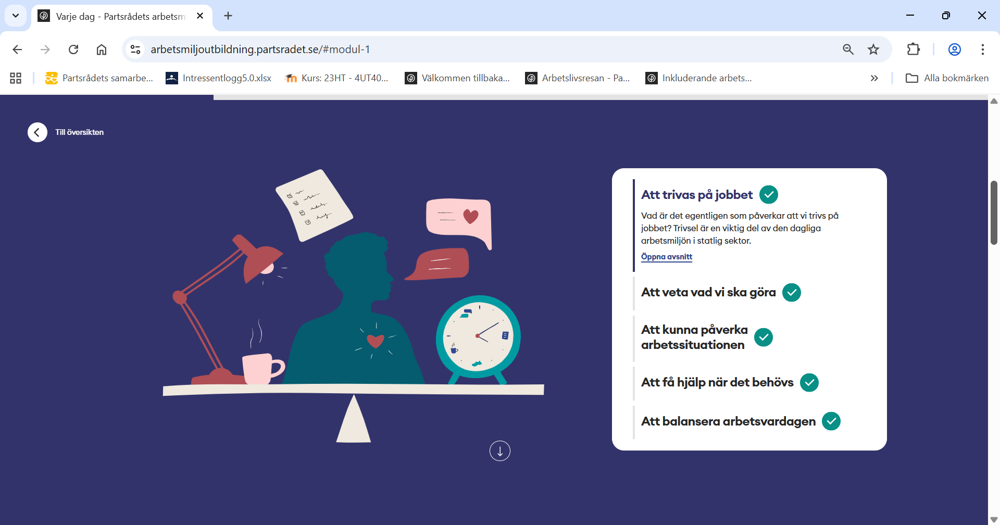 Varje dag - Partsrådets arbetsm
arbetsmiljoutbildning.partsradet.se/#modul-1
Partsrådets samarbe...
Intressentlogg5.0.xlsx
Kurs: 23HT - 4UT40...
Välkommen tillbaka...
Arbetslivsresan - Pa...
Inkluderande arbets...
Alla bokmärken
Till översikten
Att trivas på jobbet
Vad är det egentligen som påverkar att vi trivs på
jobbet? Trivsel är en viktig del av den dagliga
arbetsmiljön i statlig sektor.
Öppna avsnitt
Att veta vad vi ska göra
Att kunna påverka
arbetssituationen
Att få hjälp när det behövs
Att balansera arbetsvardagen